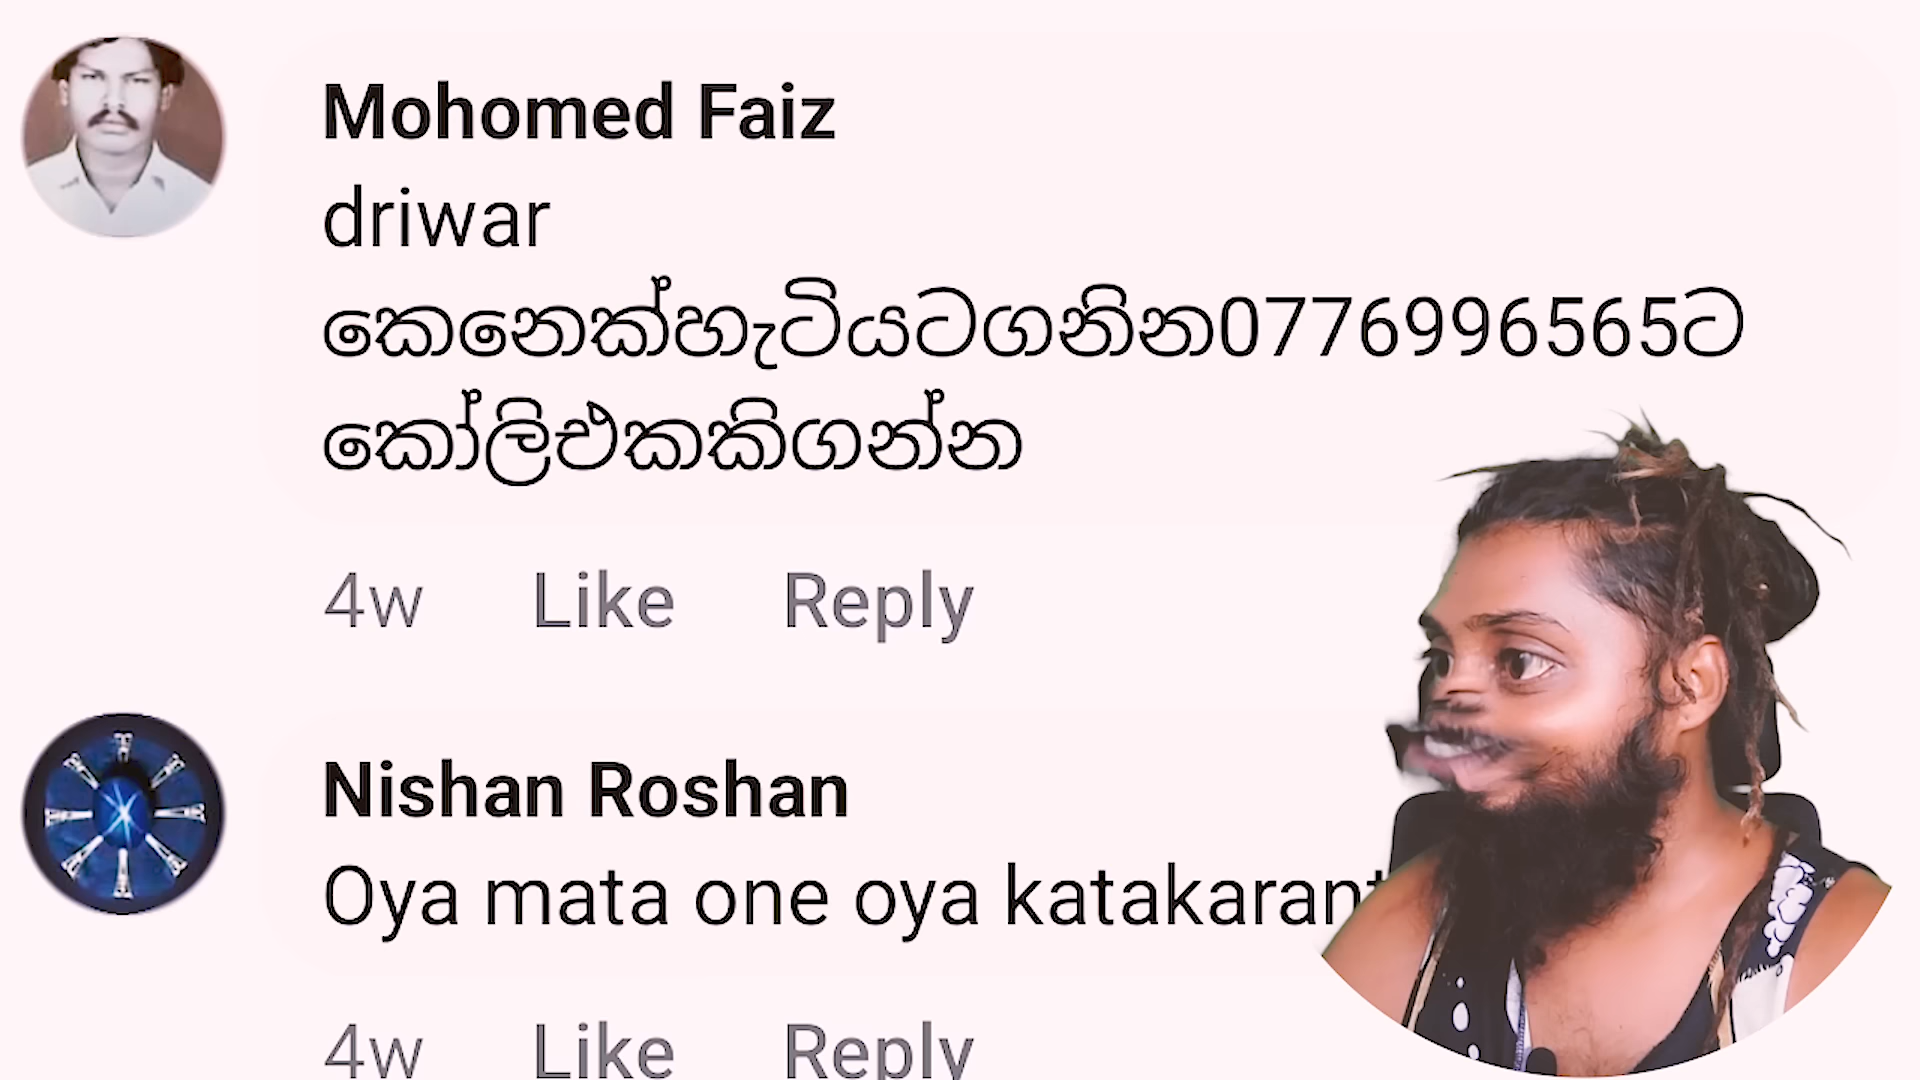 Mohomed Faiz
driwar
කෙනෙක්හැටියටගනින0776996565ට
කෝලිඑකකිගන්න
4w Like Reply
Nishan Roshan
Oya mata one oya
4w Like Reply